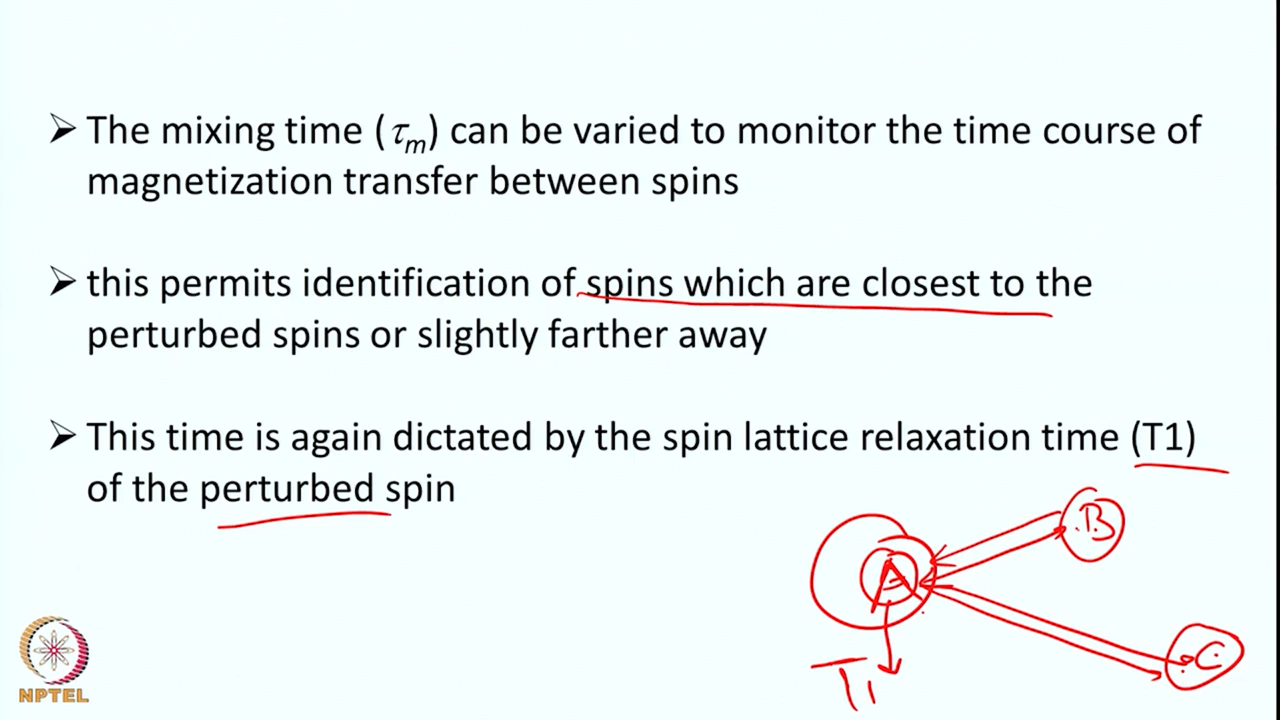 ➢ The mixing time (τm) can be varied to monitor the time course of
magnetization transfer between spins
➢ this permits identification of spins which are closest to the
perturbed spins or slightly farther away
➢ This time is again dictated by the spin lattice relaxation time (T1)
of the perturbed spin
B
A
C
T1
NPTEL